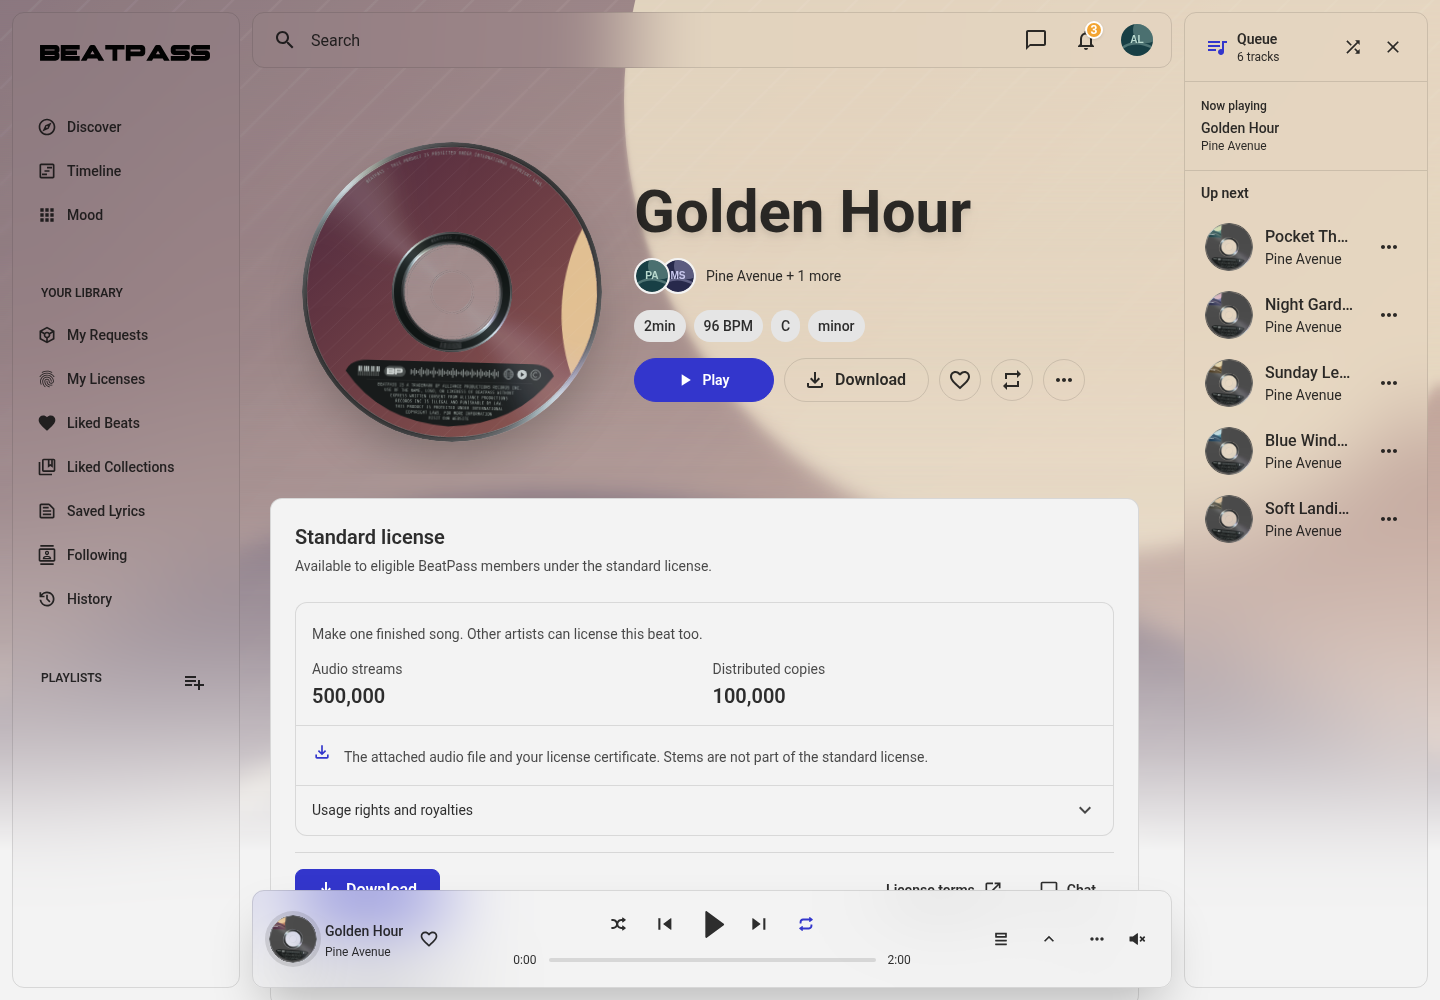 BEATPASS
Discover
Timeline
Mood
YOUR LIBRARY
My Requests
My Licenses
Liked Beats
Liked Collections
Saved Lyrics
Following
History
PLAYLISTS
Search
3
AL
BP
Golden Hour
PA
MS
Pine Avenue + 1 more
2min
96 BPM
C
minor
Play
Download
Standard license
Available to eligible BeatPass members under the standard license.
Make one finished song. Other artists can license this beat too.
Audio streams
Distributed copies
500,000
100,000
The attached audio file and your license certificate. Stems are not part of the standard license.
Usage rights and royalties
Download
License terms
Chat
Golden Hour
Pine Avenue
0:00
2:00
Queue
6 tracks
Now playing
Golden Hour
Pine Avenue
Up next
Pocket Th...
Pine Avenue
Night Gard...
Pine Avenue
Sunday Le...
Pine Avenue
Blue Wind...
Pine Avenue
Soft Landi...
Pine Avenue